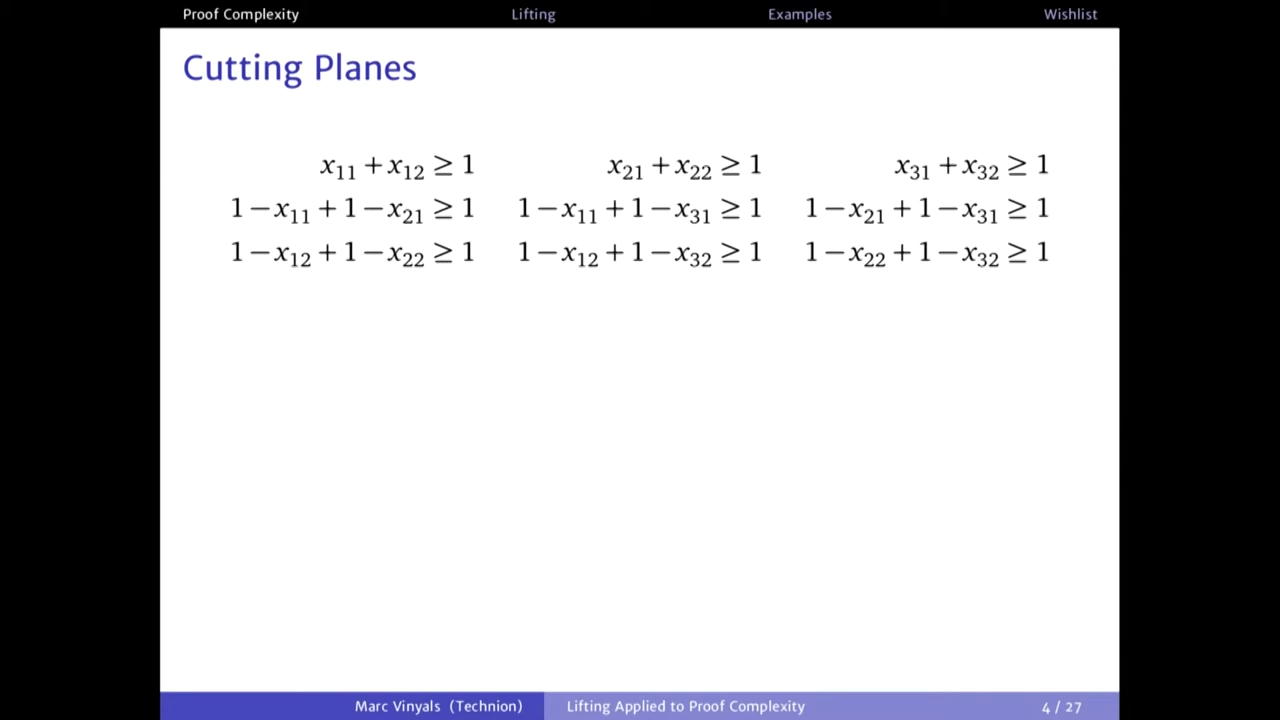 Proof Complexity Lifting Examples Wishlist
Cutting Planes
x₁₁ + x₁₂ ≥ 1 x₂₁ + x₂₂ ≥ 1 x₃₁ + x₃₂ ≥ 1
1 − x₁₁ + 1 − x₂₁ ≥ 1 1 − x₁₁ + 1 − x₃₁ ≥ 1 1 − x₂₁ + 1 − x₃₁ ≥ 1
1 − x₁₂ + 1 − x₂₂ ≥ 1 1 − x₁₂ + 1 − x₃₂ ≥ 1 1 − x₂₂ + 1 − x₃₂ ≥ 1
Marc Vinyals (Technion) Lifting Applied to Proof Complexity 4 / 27